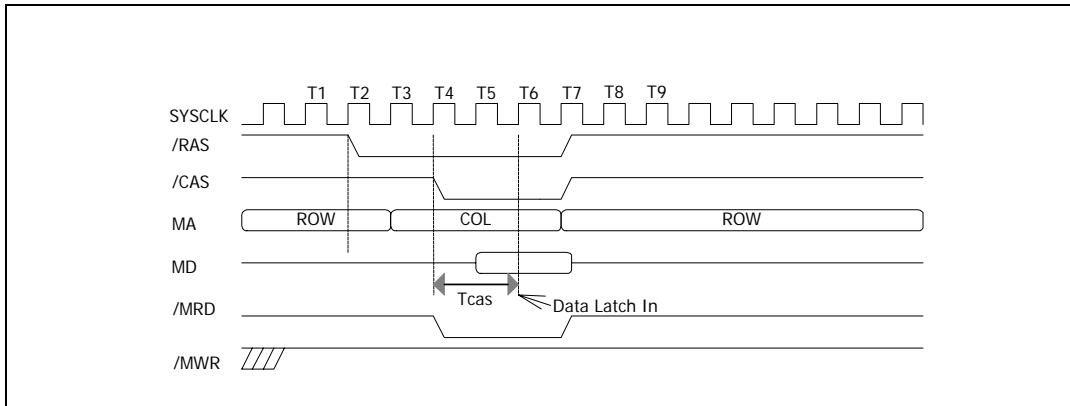 T1 T2 T3 T4 T5 T6 T7 T8 T9
SYSCLK
/RAS
/CAS
MA ROW COL ROW
MD
Tcas
Data Latch In
/MRD
/MWR